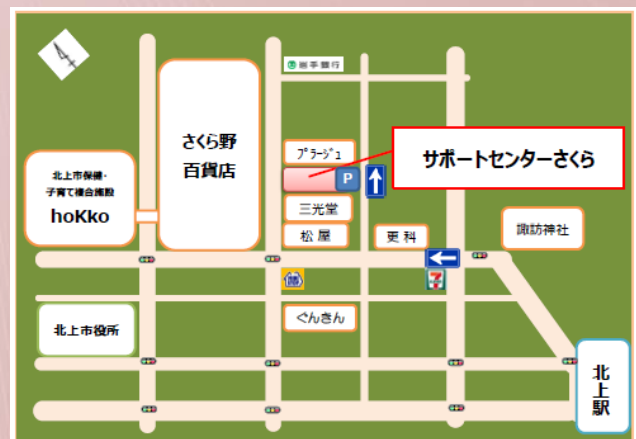 岩手銀行
さくら野
百貨店
プラージュ
サポートセンターさくら
P
北上市保健・
子育て複合施設
hoKko
三光堂
松屋
更科
諏訪神社
7
ぐんきん
北上市役所
北上駅